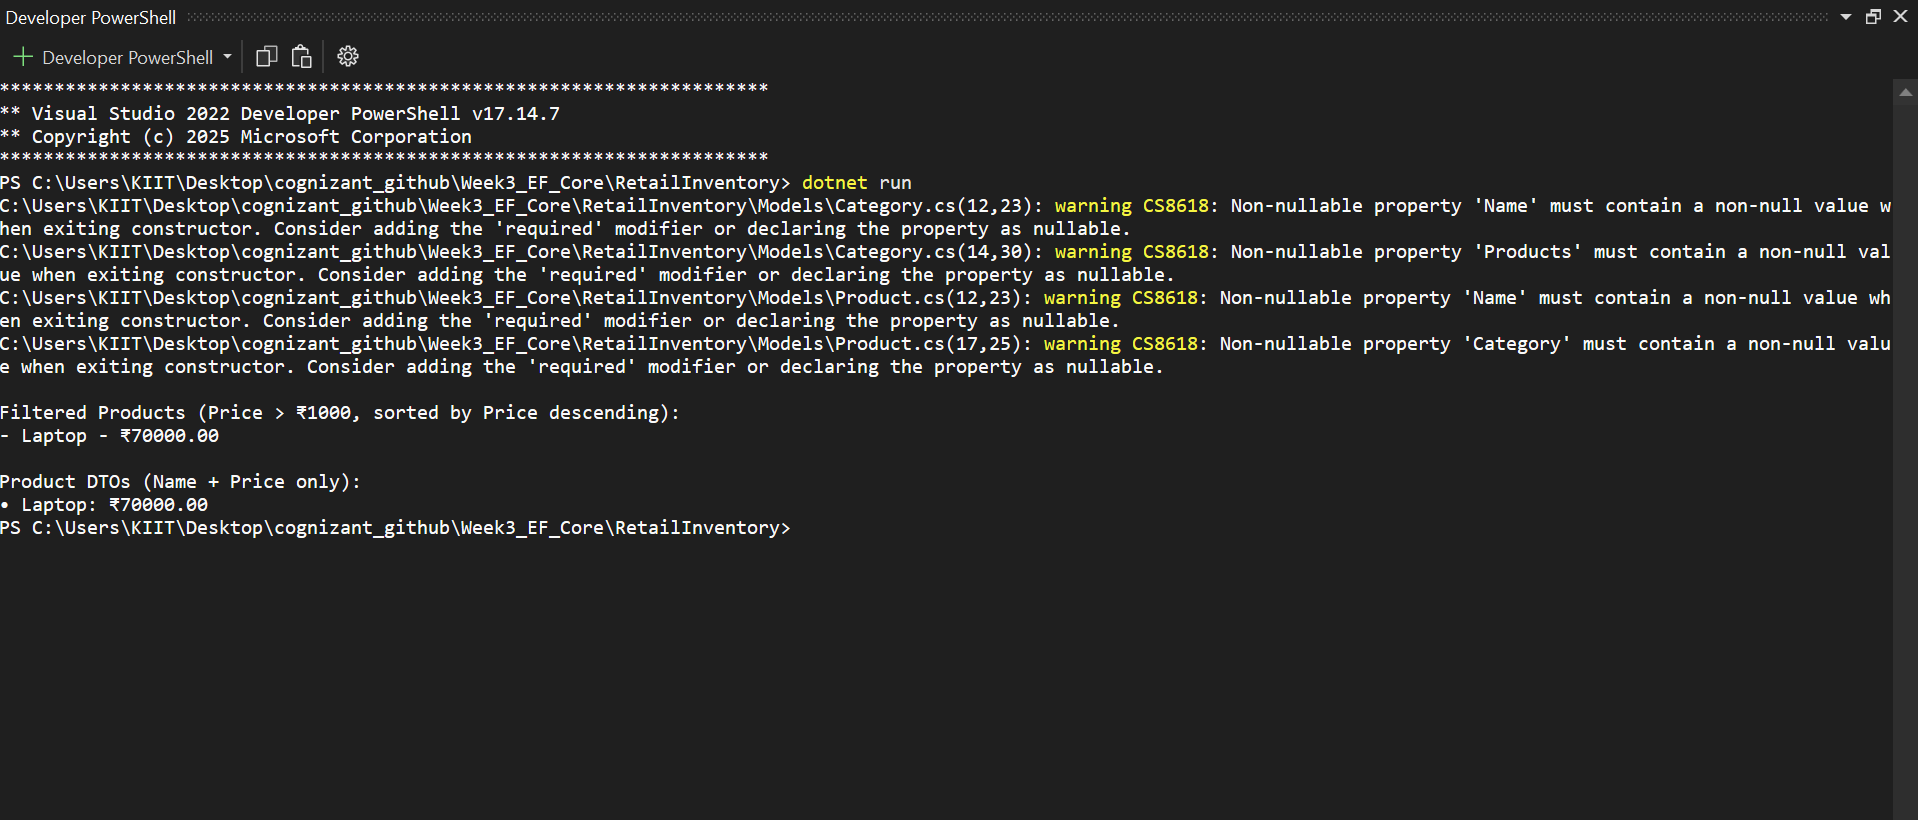 Developer PowerShell
Developer PowerShell
**********************************************************************
** Visual Studio 2022 Developer PowerShell v17.14.7
** Copyright (c) 2025 Microsoft Corporation
**********************************************************************
PS C:\Users\KIIT\Desktop\cognizant_github\Week3_EF_Core\RetailInventory> dotnet run
C:\Users\KIIT\Desktop\cognizant_github\Week3_EF_Core\RetailInventory\Models\Category.cs(12,23): warning CS8618: Non-nullable property 'Name' must contain a non-null value w
hen exiting constructor. Consider adding the 'required' modifier or declaring the property as nullable.
C:\Users\KIIT\Desktop\cognizant_github\Week3_EF_Core\RetailInventory\Models\Category.cs(14,30): warning CS8618: Non-nullable property 'Products' must contain a non-null val
ue when exiting constructor. Consider adding the 'required' modifier or declaring the property as nullable.
C:\Users\KIIT\Desktop\cognizant_github\Week3_EF_Core\RetailInventory\Models\Product.cs(12,23): warning CS8618: Non-nullable property 'Name' must contain a non-null value wh
en exiting constructor. Consider adding the 'required' modifier or declaring the property as nullable.
C:\Users\KIIT\Desktop\cognizant_github\Week3_EF_Core\RetailInventory\Models\Product.cs(17,25): warning CS8618: Non-nullable property 'Category' must contain a non-null valu
e when exiting constructor. Consider adding the 'required' modifier or declaring the property as nullable.
Filtered Products (Price > ₹1000, sorted by Price descending):
- Laptop - ₹70000.00
Product DTOs (Name + Price only):
• Laptop: ₹70000.00
PS C:\Users\KIIT\Desktop\cognizant_github\Week3_EF_Core\RetailInventory>